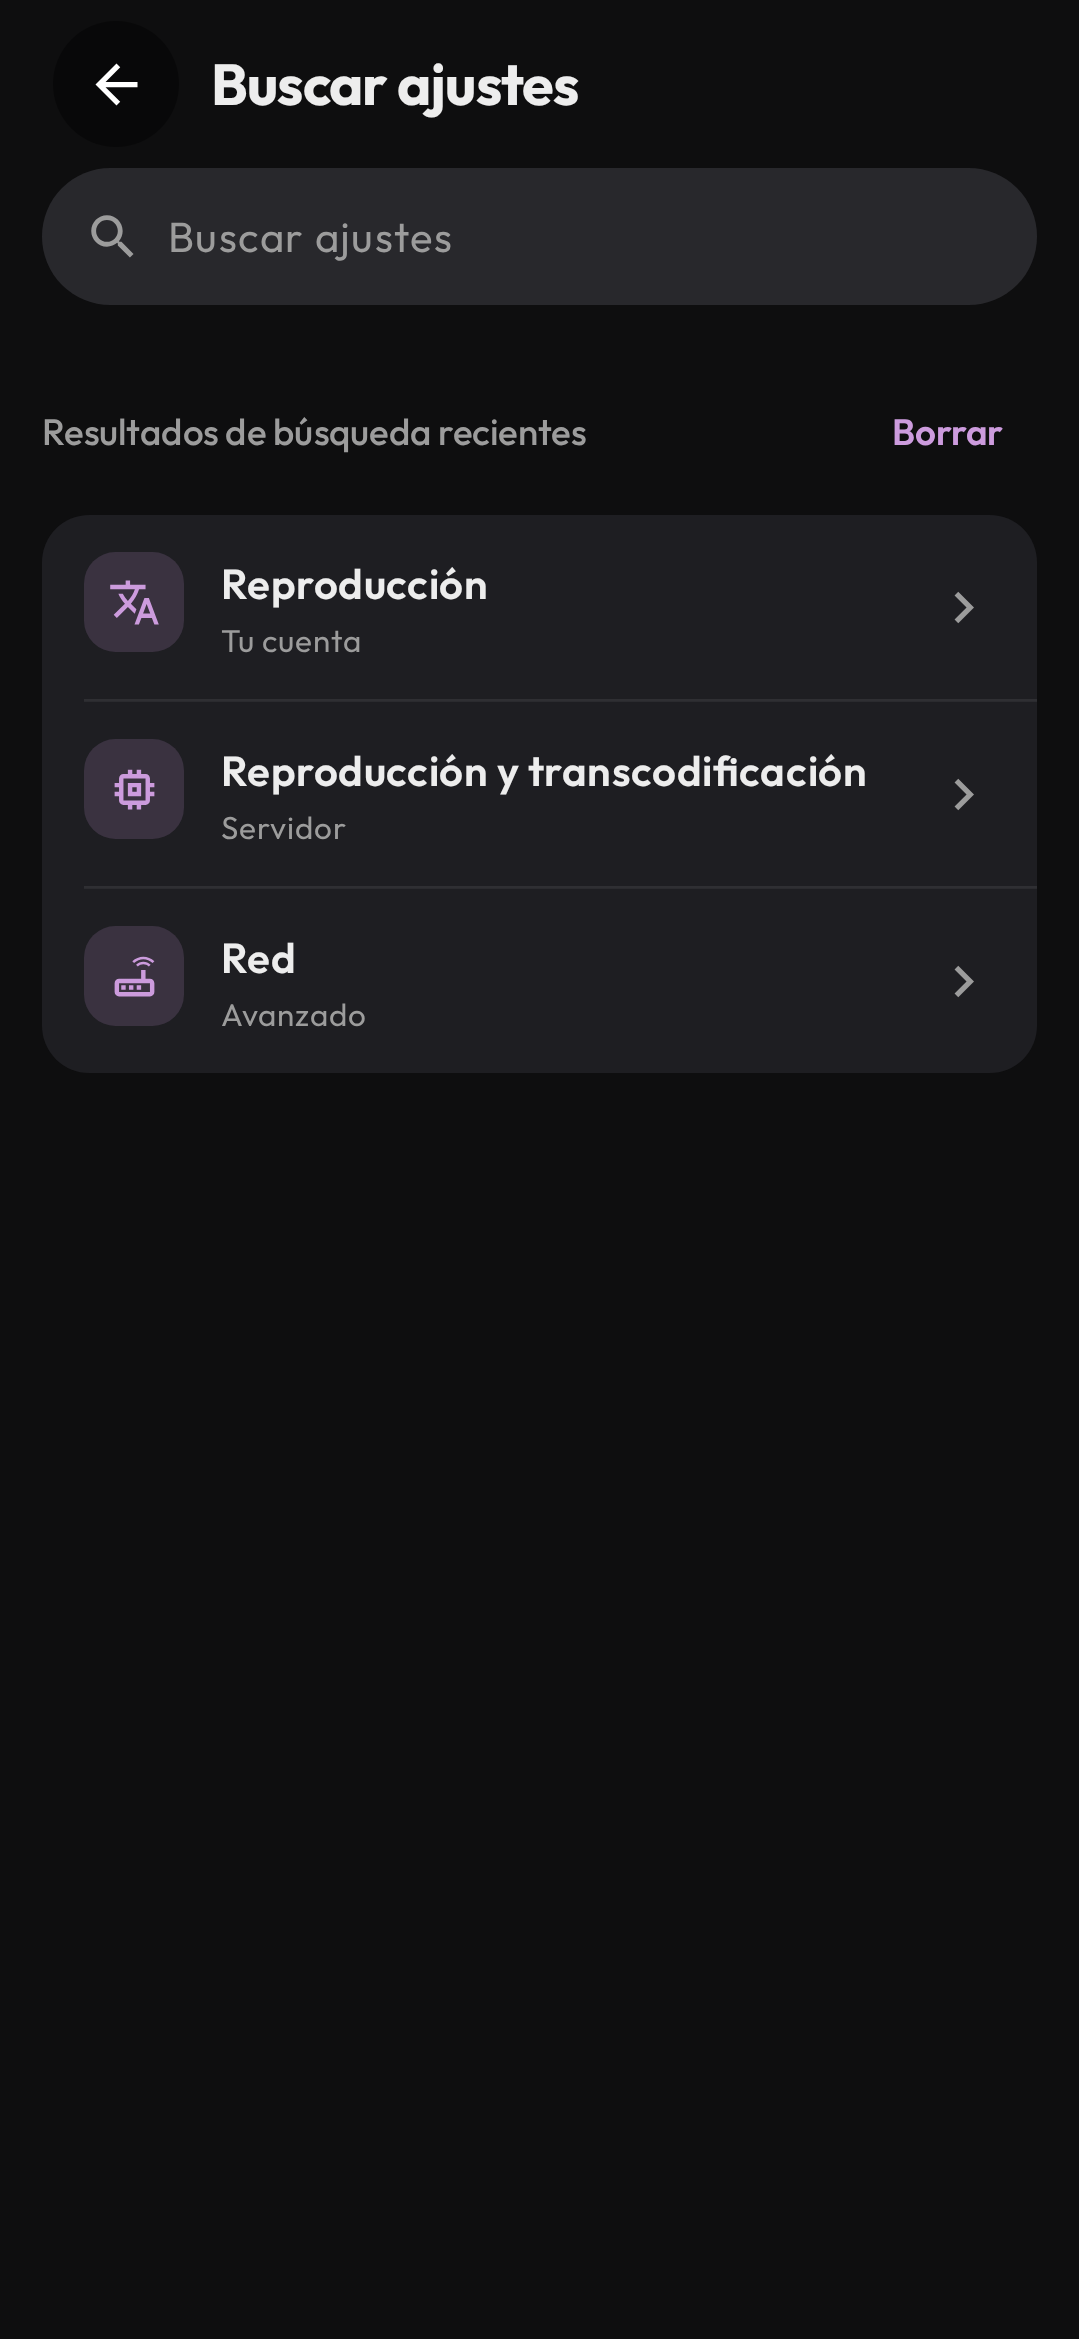 Buscar ajustes
Buscar ajustes
Resultados de búsqueda recientes
Borrar
Reproducción
Tu cuenta
Reproducción y transcodificación
Servidor
Red
Avanzado